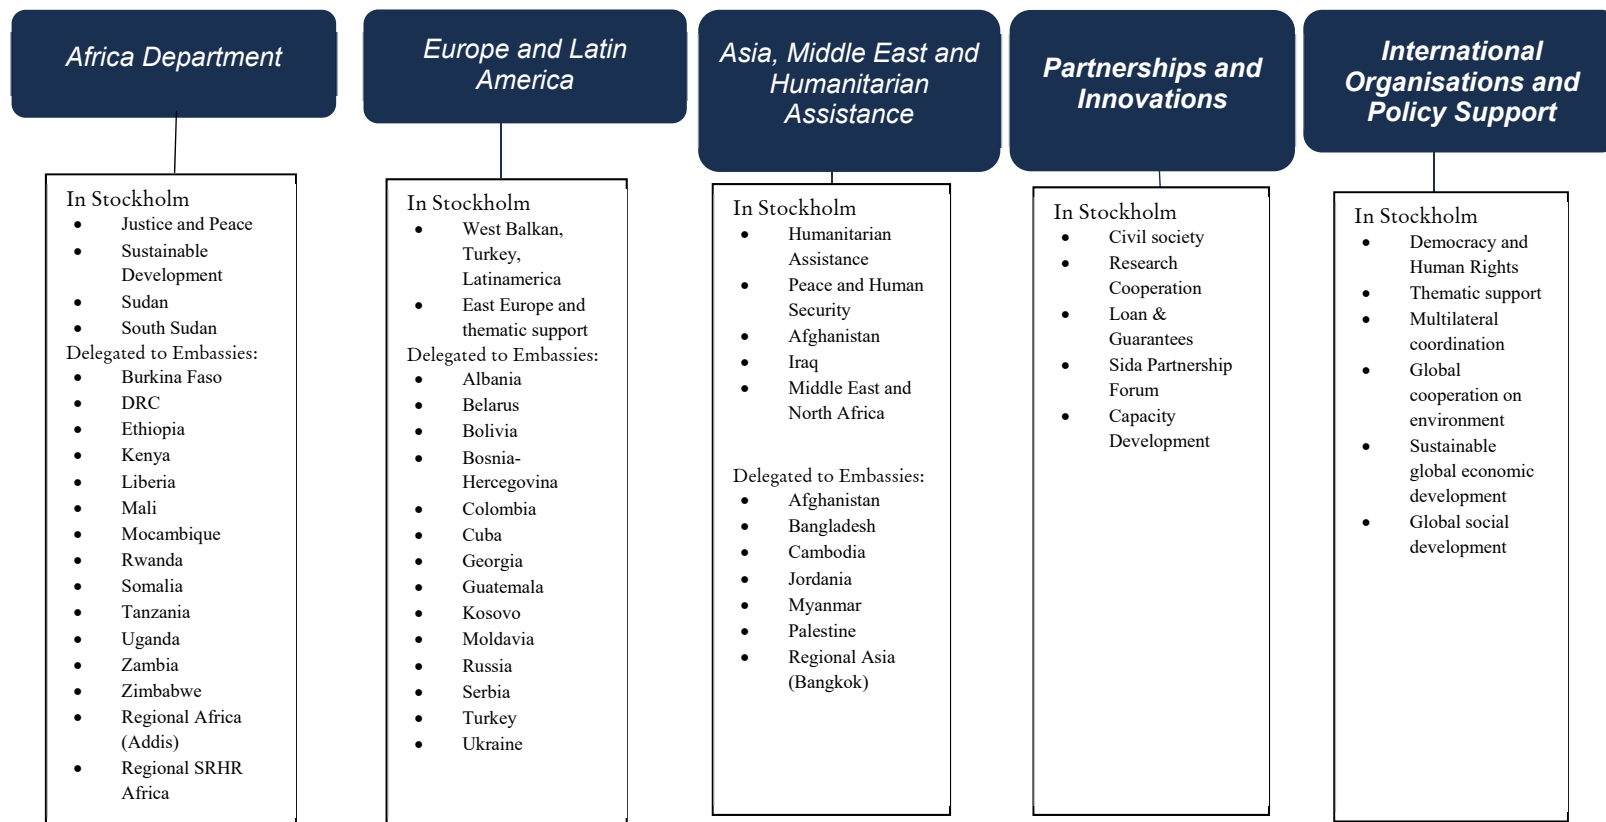 Africa Department
In Stockholm
• Justice and Peace
• Sustainable
Development
• Sudan
• South Sudan
Delegated to Embassies:
• Burkina Faso
• DRC
• Ethiopia
• Kenya
• Liberia
• Mali
• Mocambique
• Rwanda
• Somalia
• Tanzania
• Uganda
• Zambia
• Zimbabwe
• Regional Africa
(Addis)
• Regional SRHR
Africa
Europe and Latin
America
In Stockholm
• West Balkan,
Turkey,
Latinamerica
• East Europe and
thematic support
Delegated to Embassies:
• Albania
• Belarus
• Bolivia
• Bosnia-
Hercegovina
• Colombia
• Cuba
• Georgia
• Guatemala
• Kosovo
• Moldavia
• Russia
• Serbia
• Turkey
• Ukraine
Asia, Middle East and
Humanitarian
Assistance
In Stockholm
• Humanitarian
Assistance
• Peace and Human
Security
• Afghanistan
• Iraq
• Middle East and
North Africa
Delegated to Embassies:
• Afghanistan
• Bangladesh
• Cambodia
• Jordania
• Myanmar
• Palestine
• Regional Asia
(Bangkok)
Partnerships and
Innovations
In Stockholm
• Civil society
• Research
Cooperation
• Loan &
Guarantees
• Sida Partnership
Forum
• Capacity
Development
International
Organisations and
Policy Support
In Stockholm
• Democracy and
Human Rights
• Thematic support
• Multilateral
coordination
• Global
cooperation on
environment
• Sustainable
global economic
development
• Global social
development